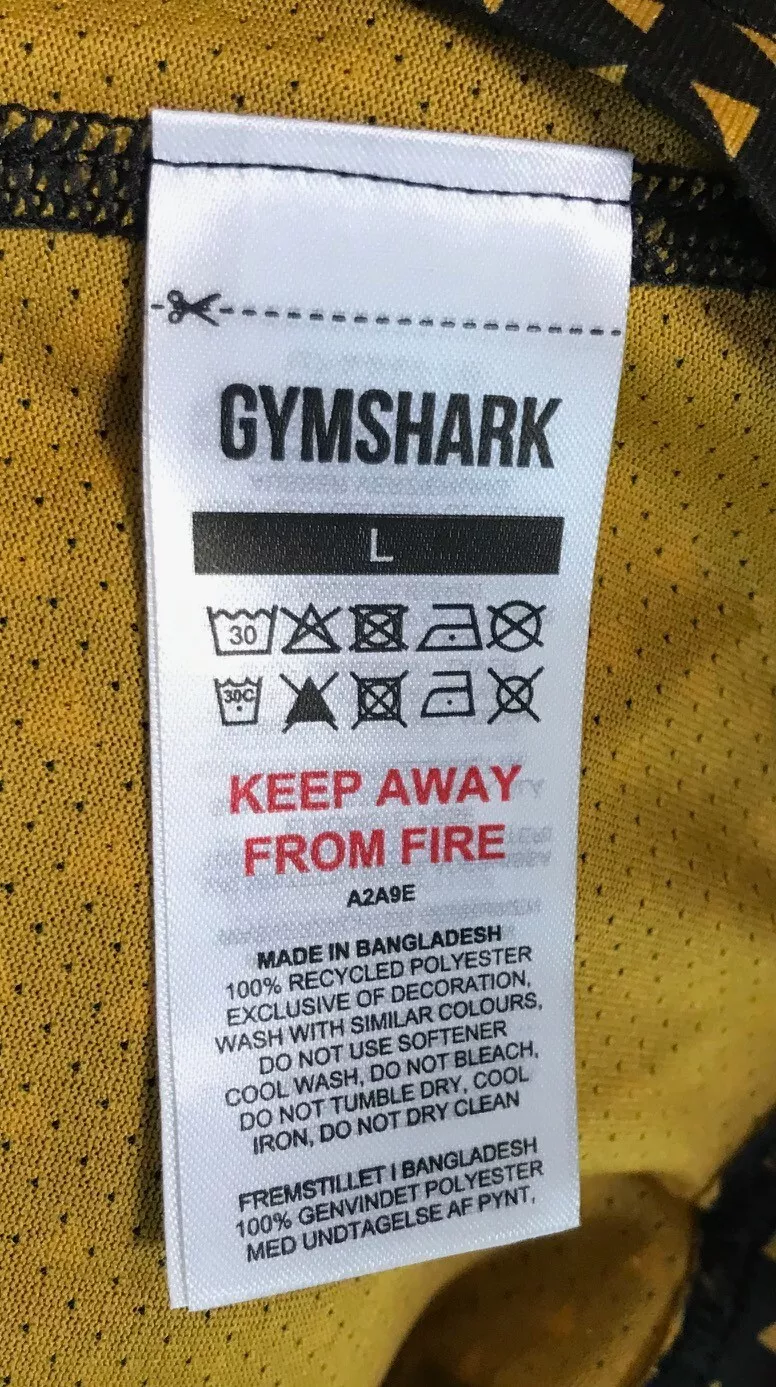 GYMSHARK
L
30
30C
KEEP AWAY
FROM FIRE
A2A9E
MADE IN BANGLADESH
100% RECYCLED POLYESTER
EXCLUSIVE OF DECORATION,
WASH WITH SIMILAR COLOURS,
DO NOT USE SOFTENER
COOL WASH, DO NOT BLEACH,
DO NOT TUMBLE DRY, COOL
IRON, DO NOT DRY CLEAN
FREMSTILLET I BANGLADESH
100% GENVINDET POLYESTER
MED UNDTAGELSE AF PYNT,